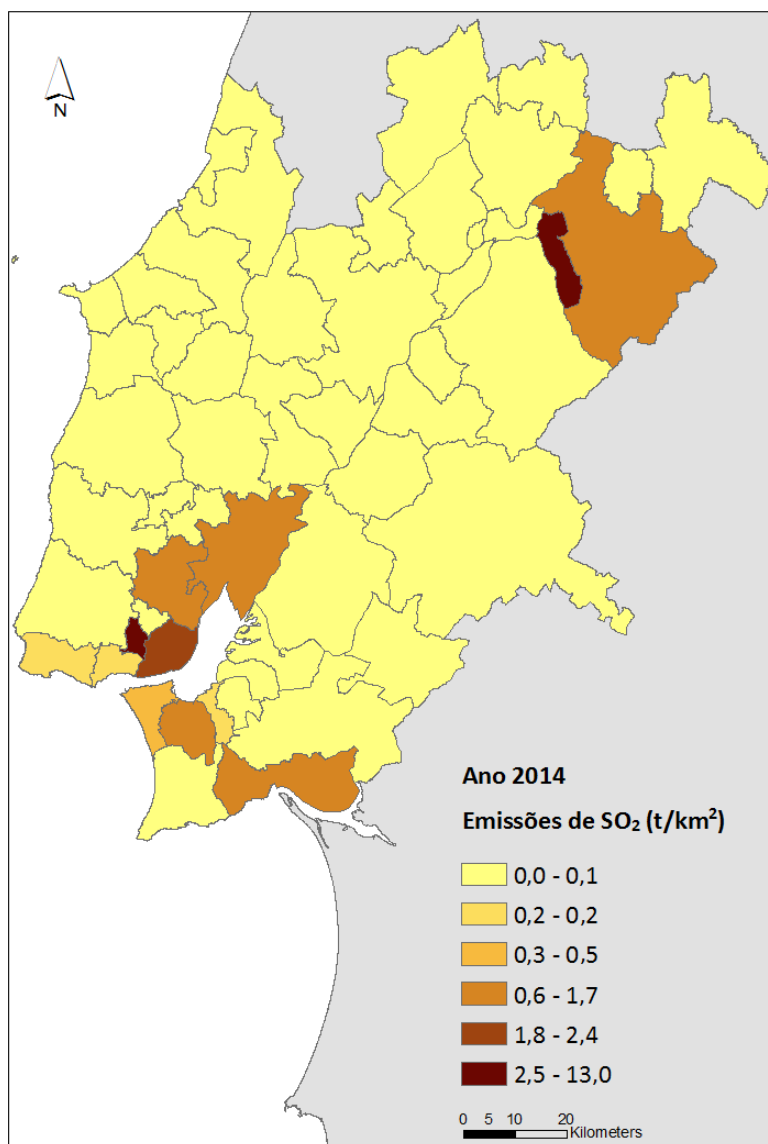 N
Ano 2014
Emissões de SO₂ (t/km²)
0,0 - 0,1
0,2 - 0,2
0,3 - 0,5
0,6 - 1,7
1,8 - 2,4
2,5 - 13,0
0 5 10 20
Kilometers